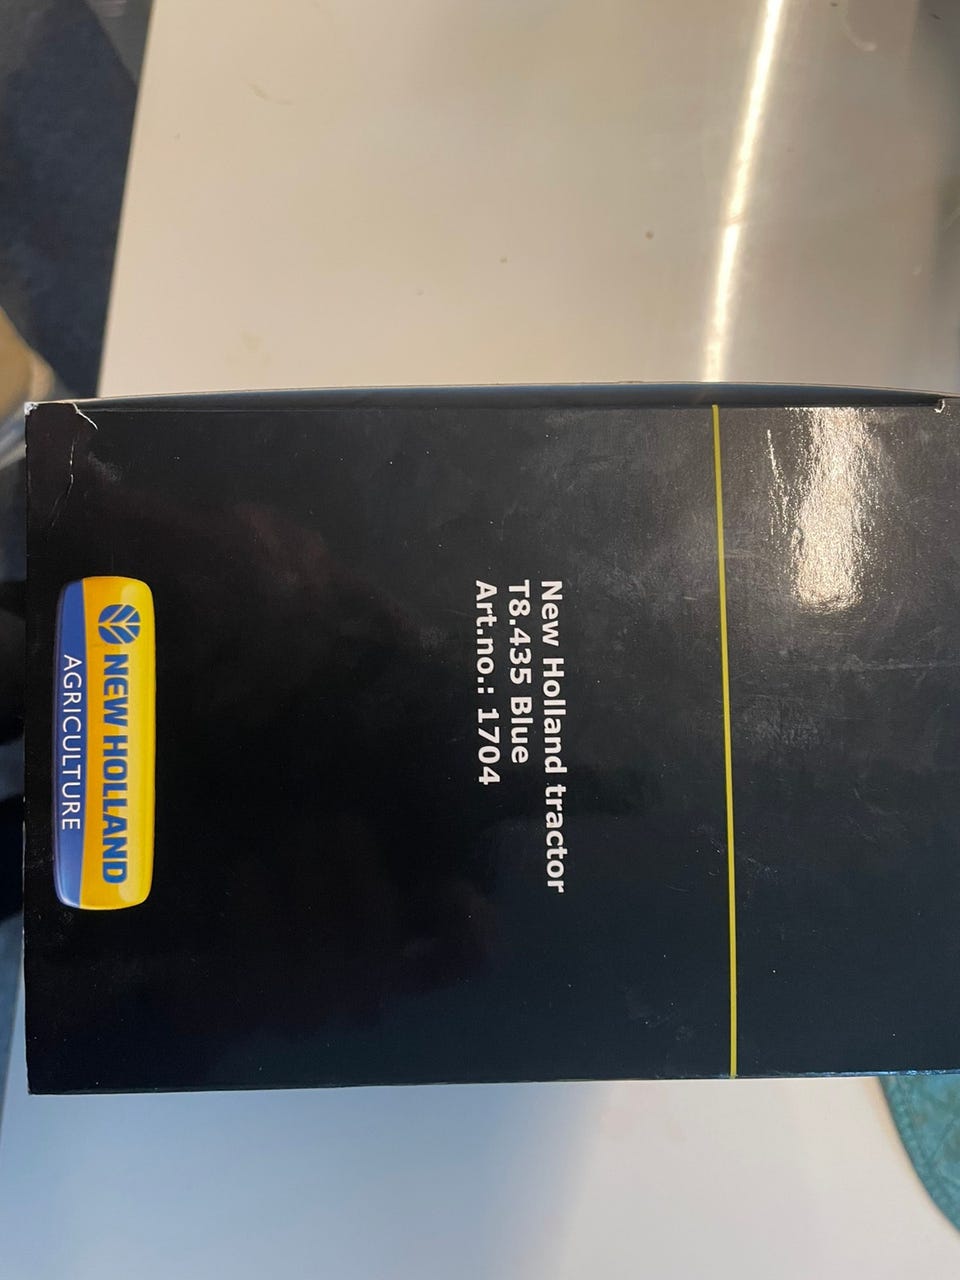 New Holland tractor
T8.435 Blue
Art.no.: 1704
NEW HOLLAND
AGRICULTURE